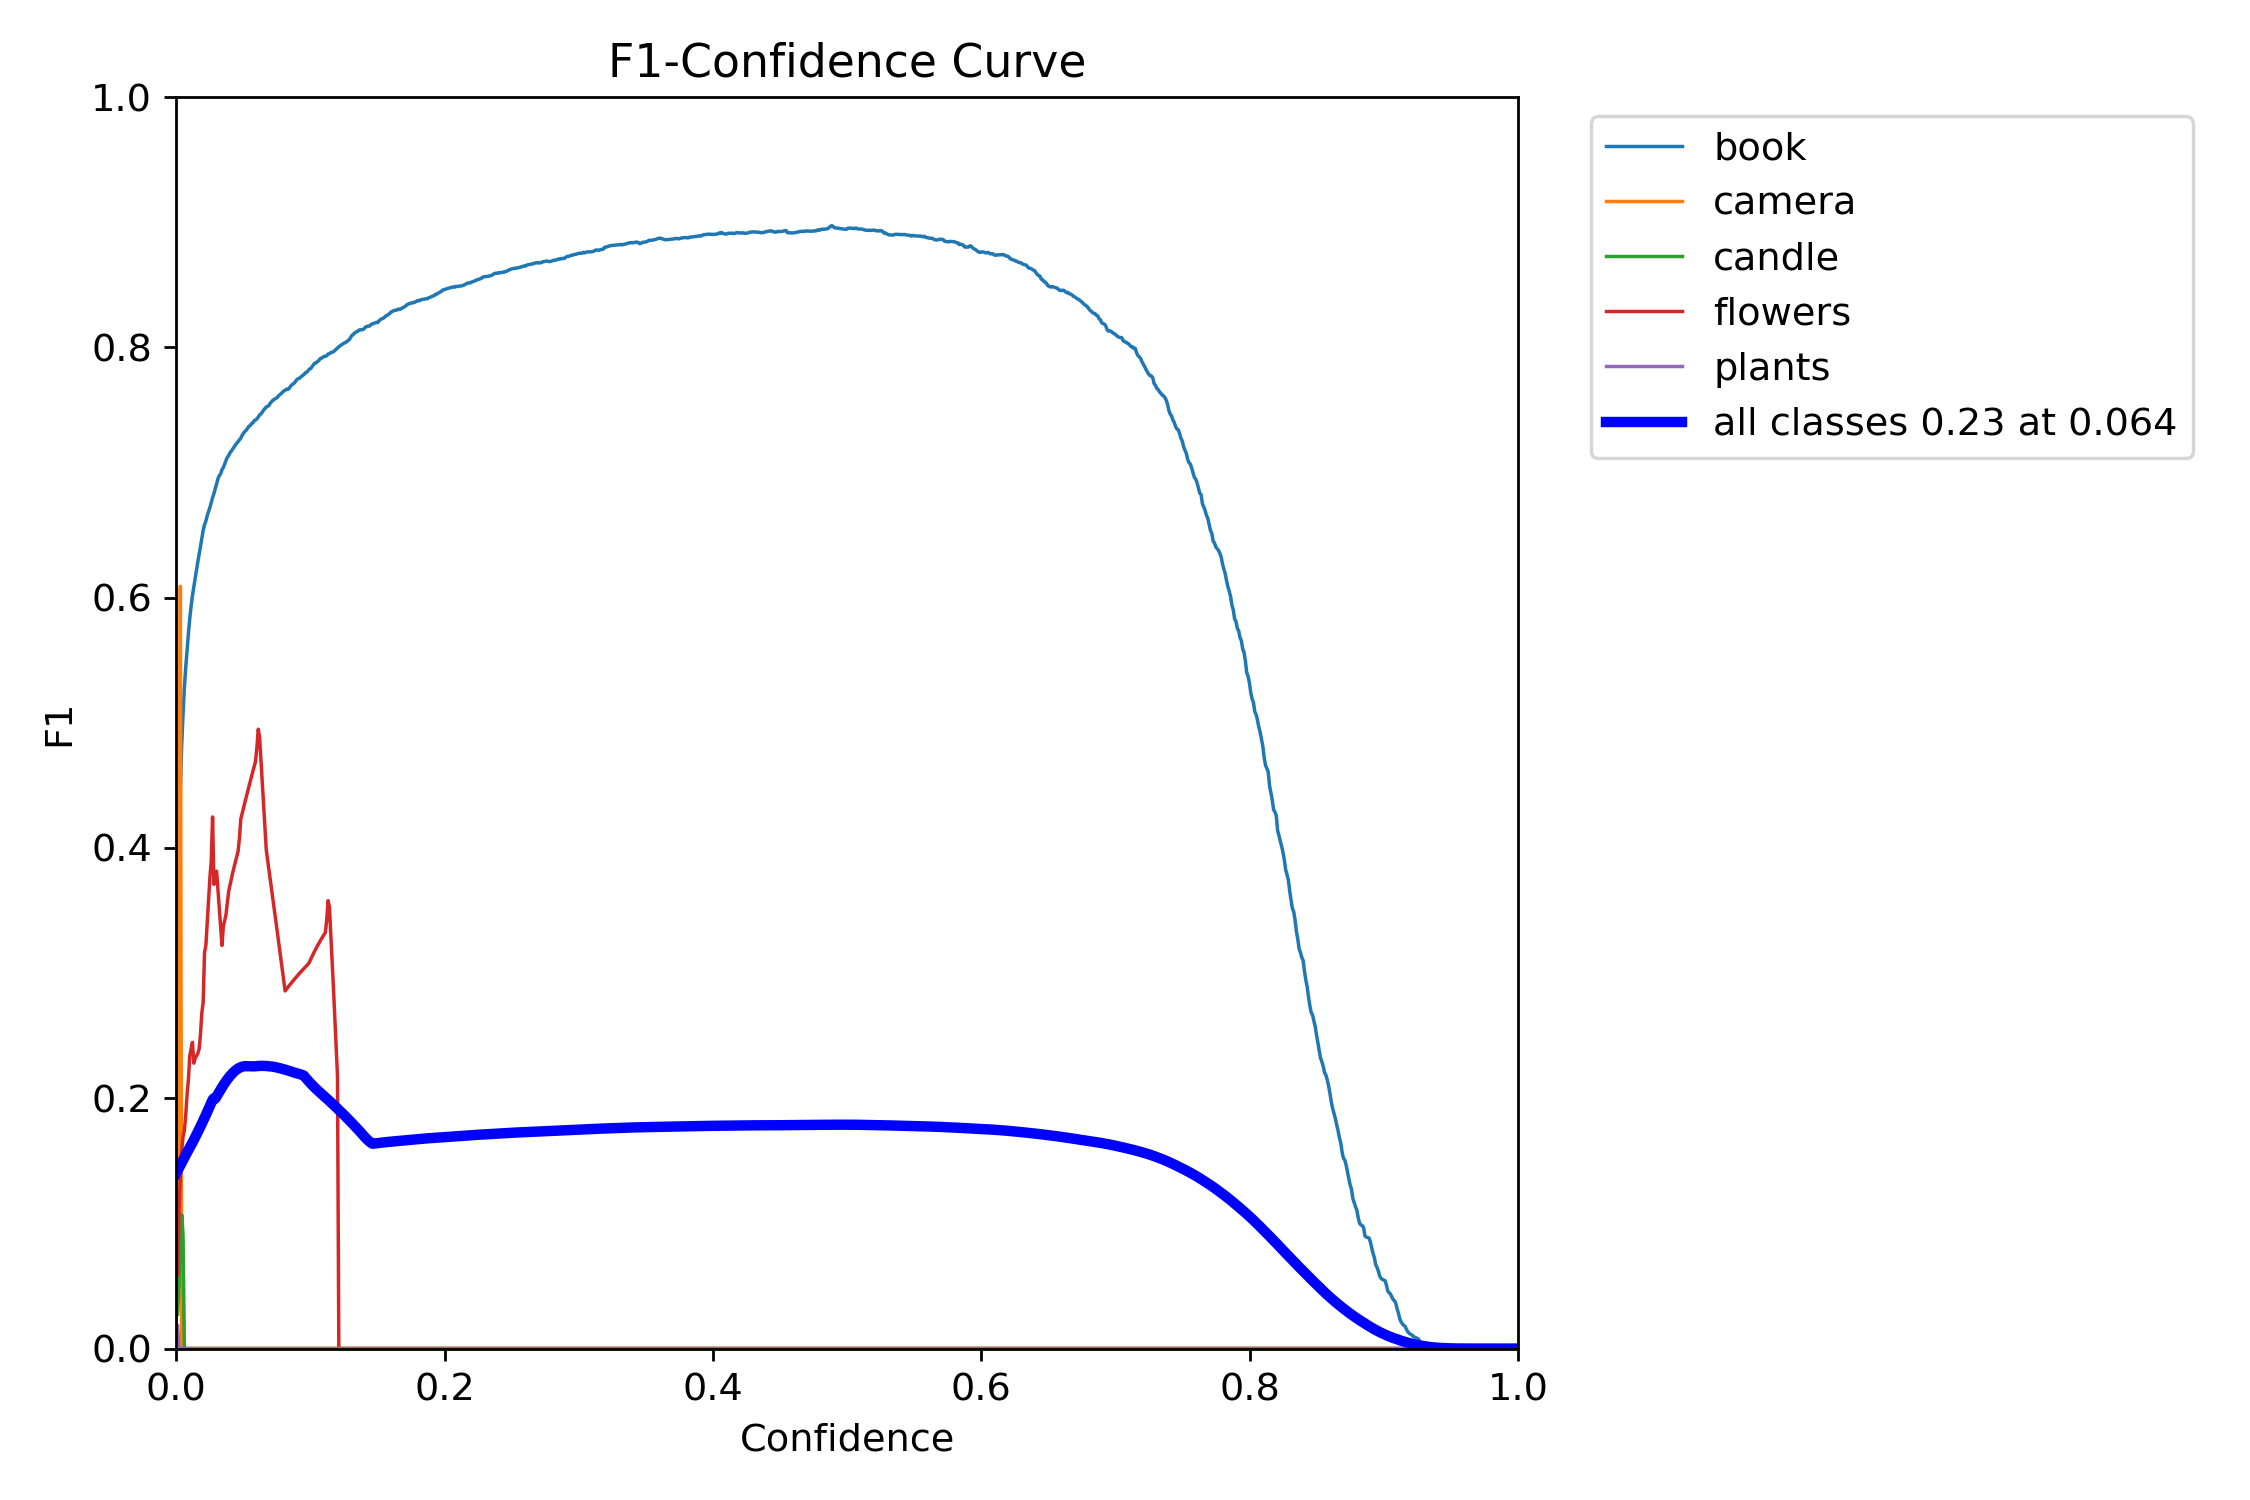 F1-Confidence Curve
1.0
0.8
0.6
0.4
0.2
0.0
F1
0.0 0.2 0.4 0.6 0.8 1.0
Confidence
book
camera
candle
flowers
plants
all classes 0.23 at 0.064